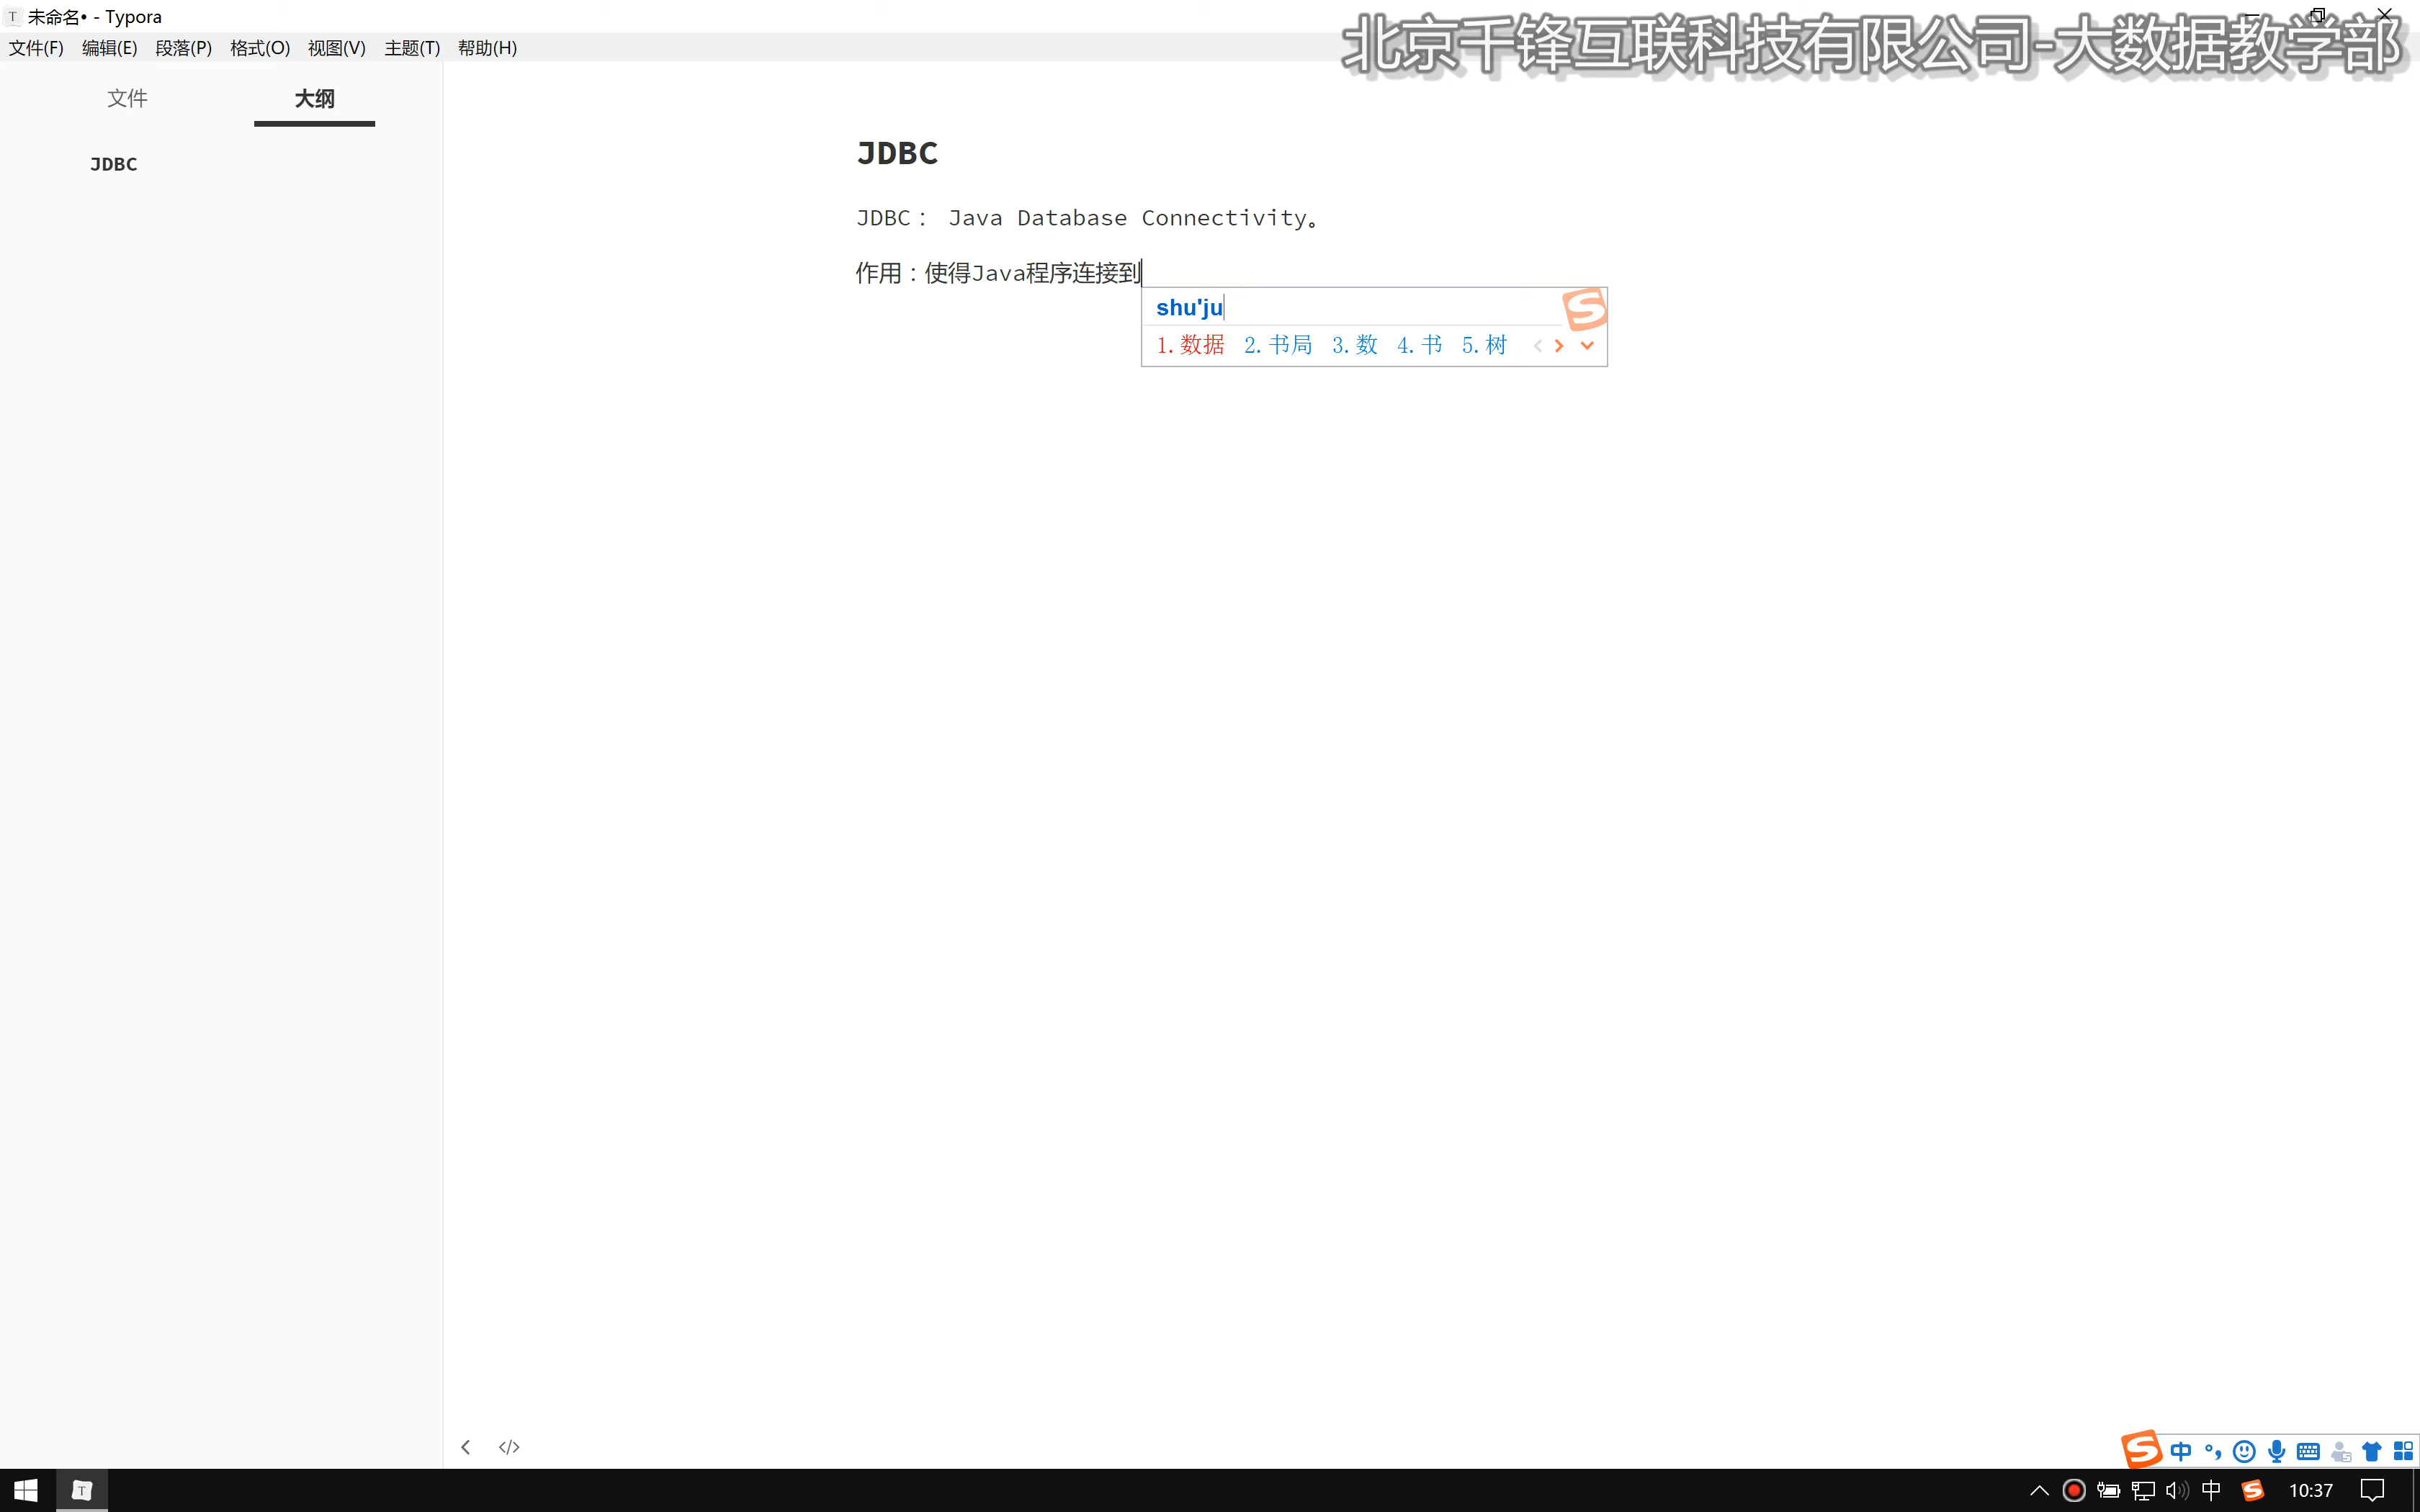 未命名• - Typora
北京千锋互联科技有限公司-大数据教学部
文件(F) 编辑(E) 段落(P) 格式(O) 视图(V) 主题(T) 帮助(H)
文件 大纲
JDBC
JDBC
JDBC： Java Database Connectivity。
作用：使得Java程序连接到
shu'ju
1.数据 2.书局 3.数 4.书 5.树
中
中 10:37